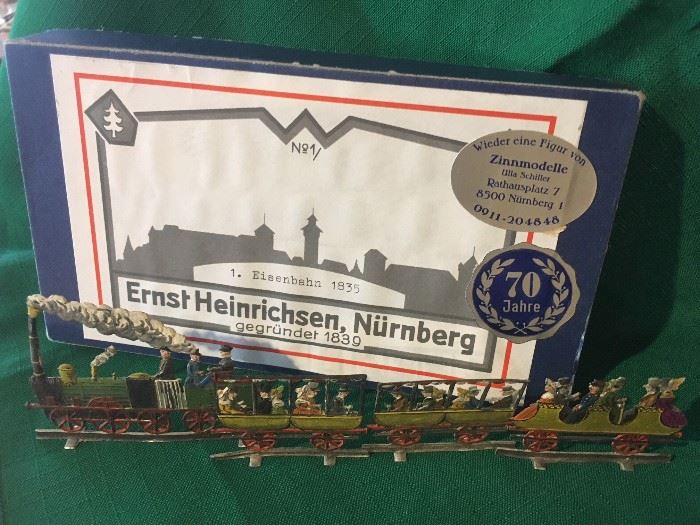 Nº1/
Wieder eine Figur von
Zinnmodelle
Ulla Schiller
Rathausplatz 7
8500 Nürnberg 1
0911-204848
1. Eisenbahn 1835
70
Jahre
Ernst Heinrichsen, Nürnberg
gegründet 1839